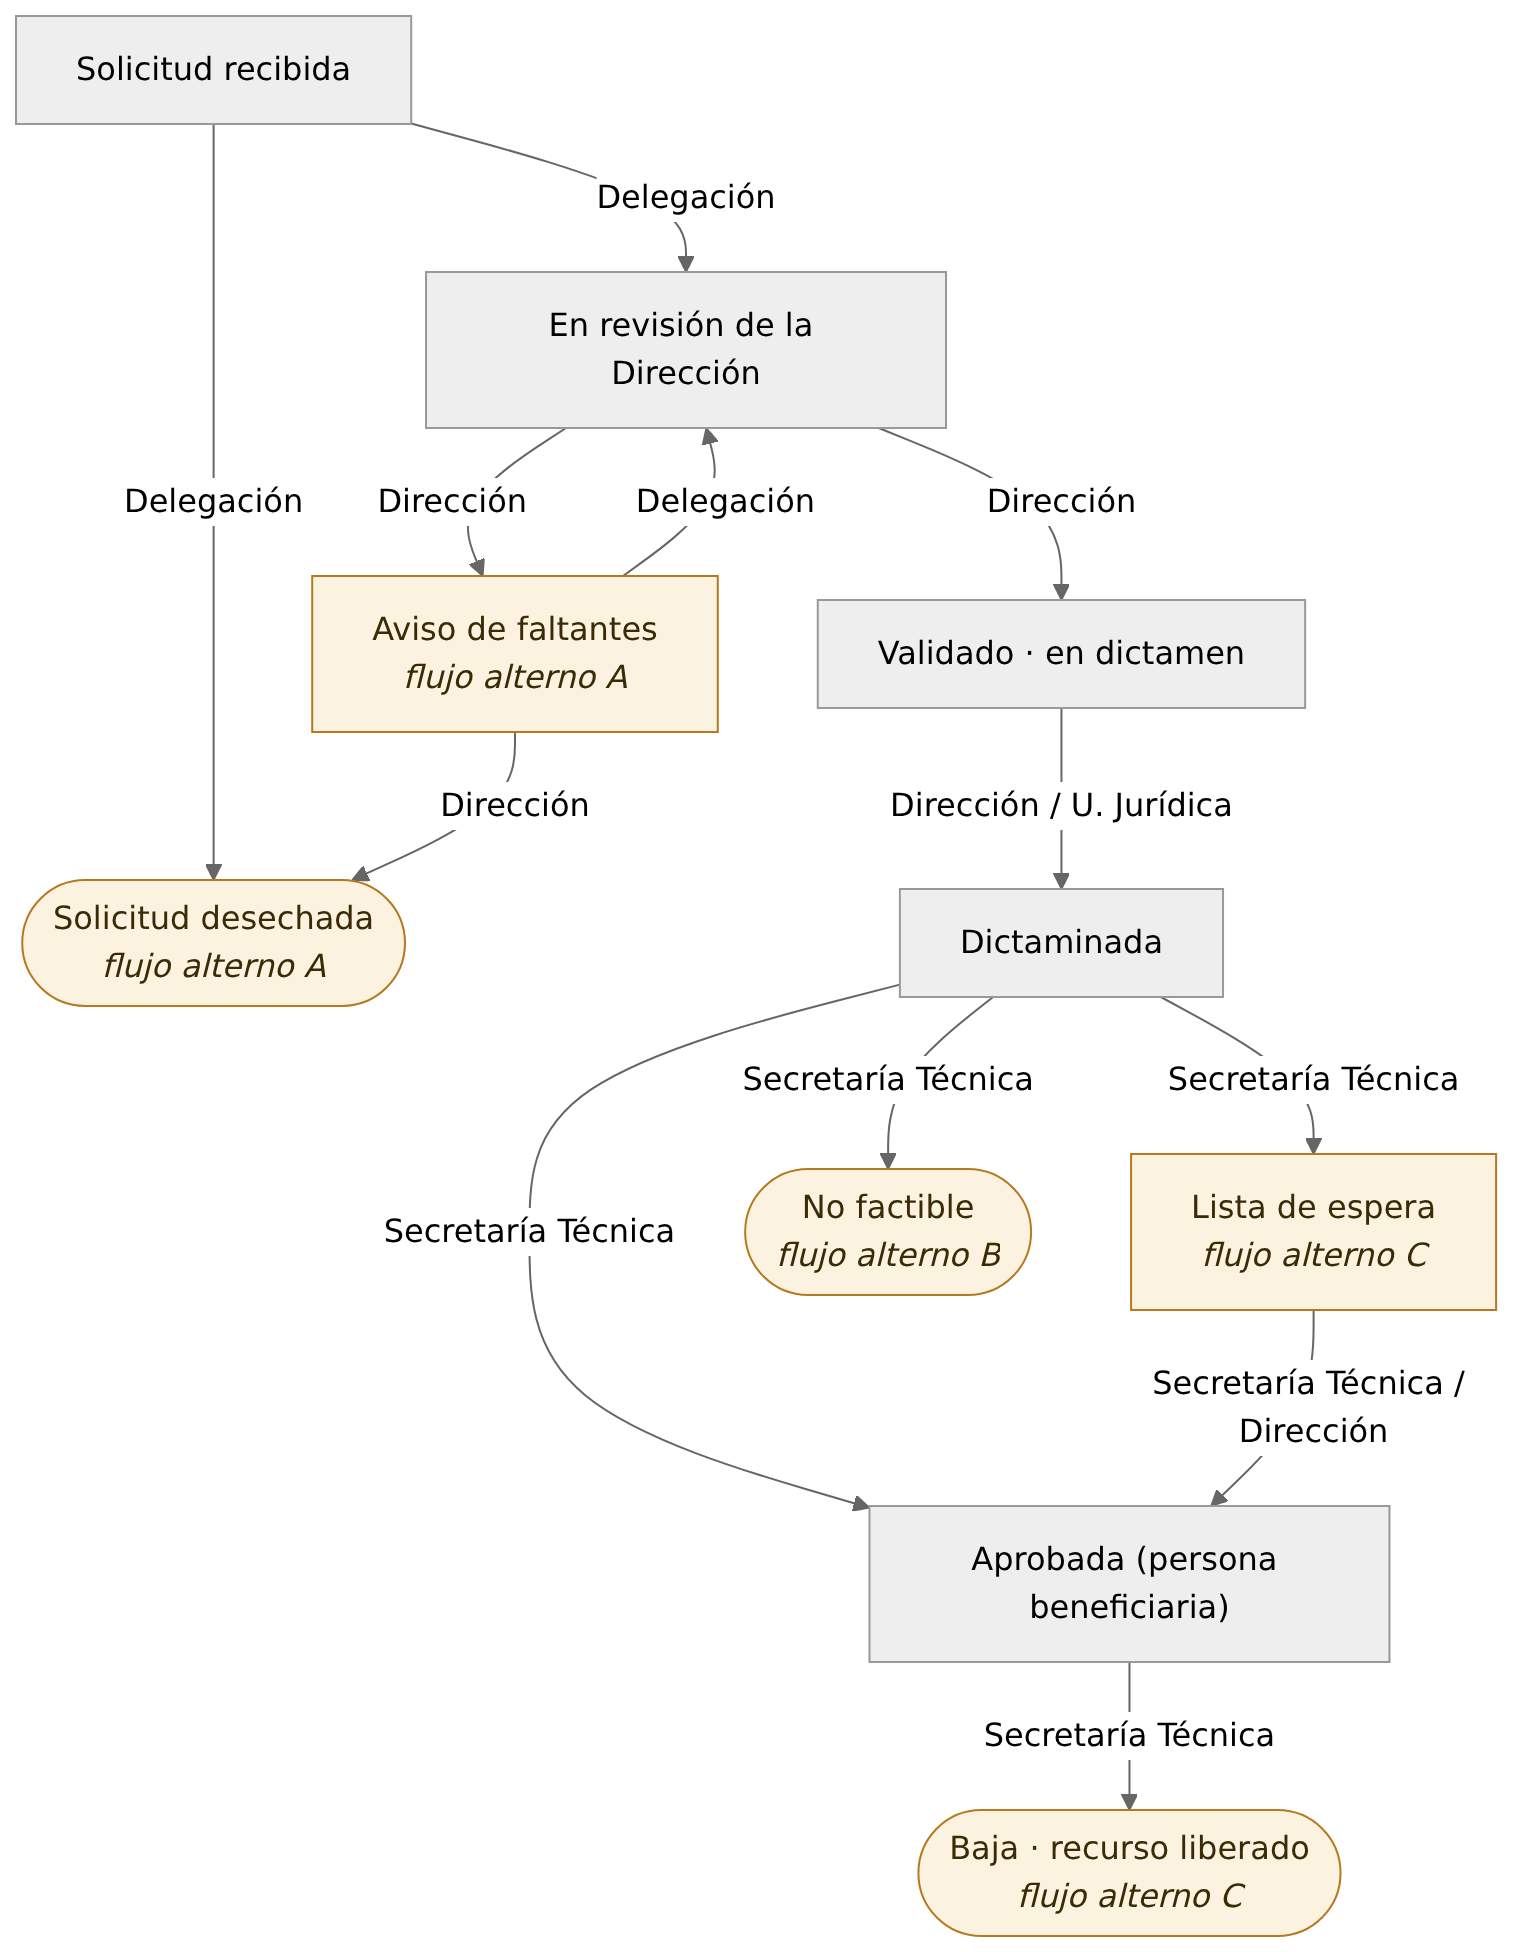 Solicitud recibida
Delegación
En revisión de la
Dirección
Delegación
Dirección
Delegación
Dirección
Aviso de faltantes
flujo alterno A
Validado · en dictamen
Dirección
Dirección / U. Jurídica
Solicitud desechada
flujo alterno A
Dictaminada
Secretaría Técnica
Secretaría Técnica
Secretaría Técnica
No factible
flujo alterno B
Lista de espera
flujo alterno C
Secretaría Técnica /
Dirección
Aprobada (persona
beneficiaria)
Secretaría Técnica
Baja · recurso liberado
flujo alterno C